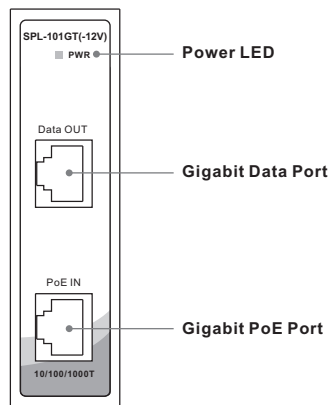 SPL-101GT(-12V)
PWR
Power LED
Data OUT
Gigabit Data Port
PoE IN
Gigabit PoE Port
10/100/1000T